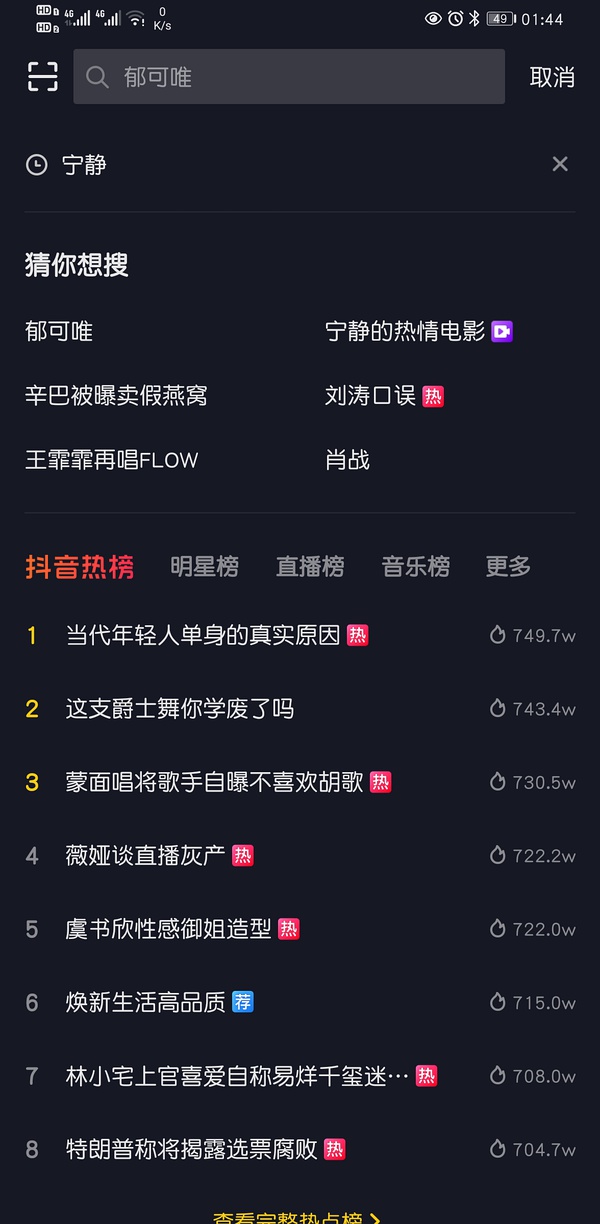 HD 1 4G 4G 0 49 01:44
HD 2 K/s
郁可唯 取消
宁静
猜你想搜
郁可唯 宁静的热情电影
辛巴被曝卖假燕窝 刘涛口误 热
王霏霏再唱FLOW 肖战
抖音热榜 明星榜 直播榜 音乐榜 更多
1 当代年轻人单身的真实原因 热 749.7w
2 这支爵士舞你学废了吗 743.4w
3 蒙面唱将歌手自曝不喜欢胡歌 热 730.5w
4 薇娅谈直播灰产 热 722.2w
5 虞书欣性感御姐造型 热 722.0w
6 焕新生活高品质 荐 715.0w
7 林小宅上官喜爱自称易烊千玺迷… 热 708.0w
8 特朗普称将揭露选票腐败 热 704.7w
查看完整热点榜